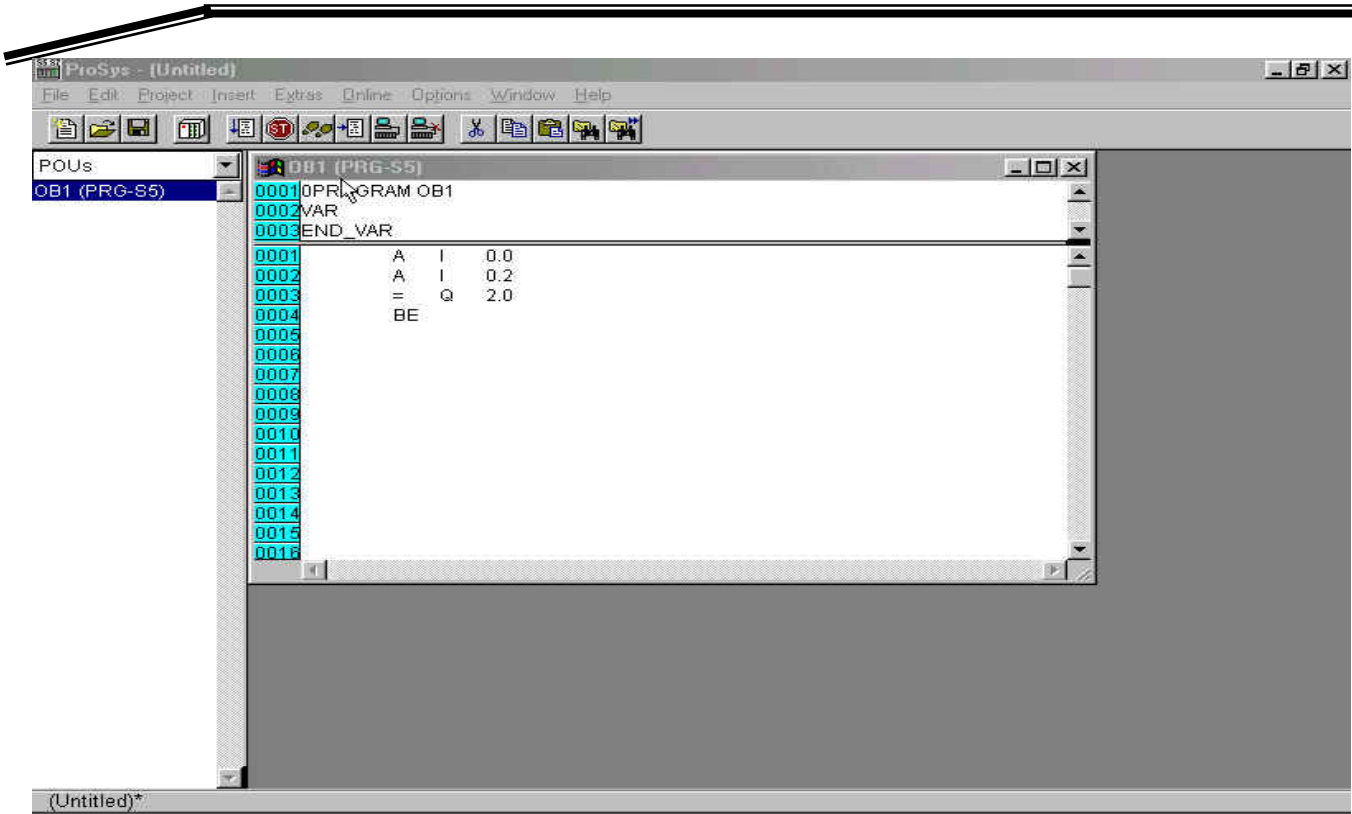 ProSys - (Untitled)
File Edit Project Insert Extras Online Options Window Help
POUs
OB1 (PRG-S5)
OB1 (PRG-S5)
0001 0PROGRAM OB1
0002 VAR
0003 END_VAR
0001 A I 0.0
0002 A I 0.2
0003 = Q 2.0
0004 BE
0005
0006
0007
0008
0009
0010
0011
0012
0013
0014
0015
0016
(Untitled)*